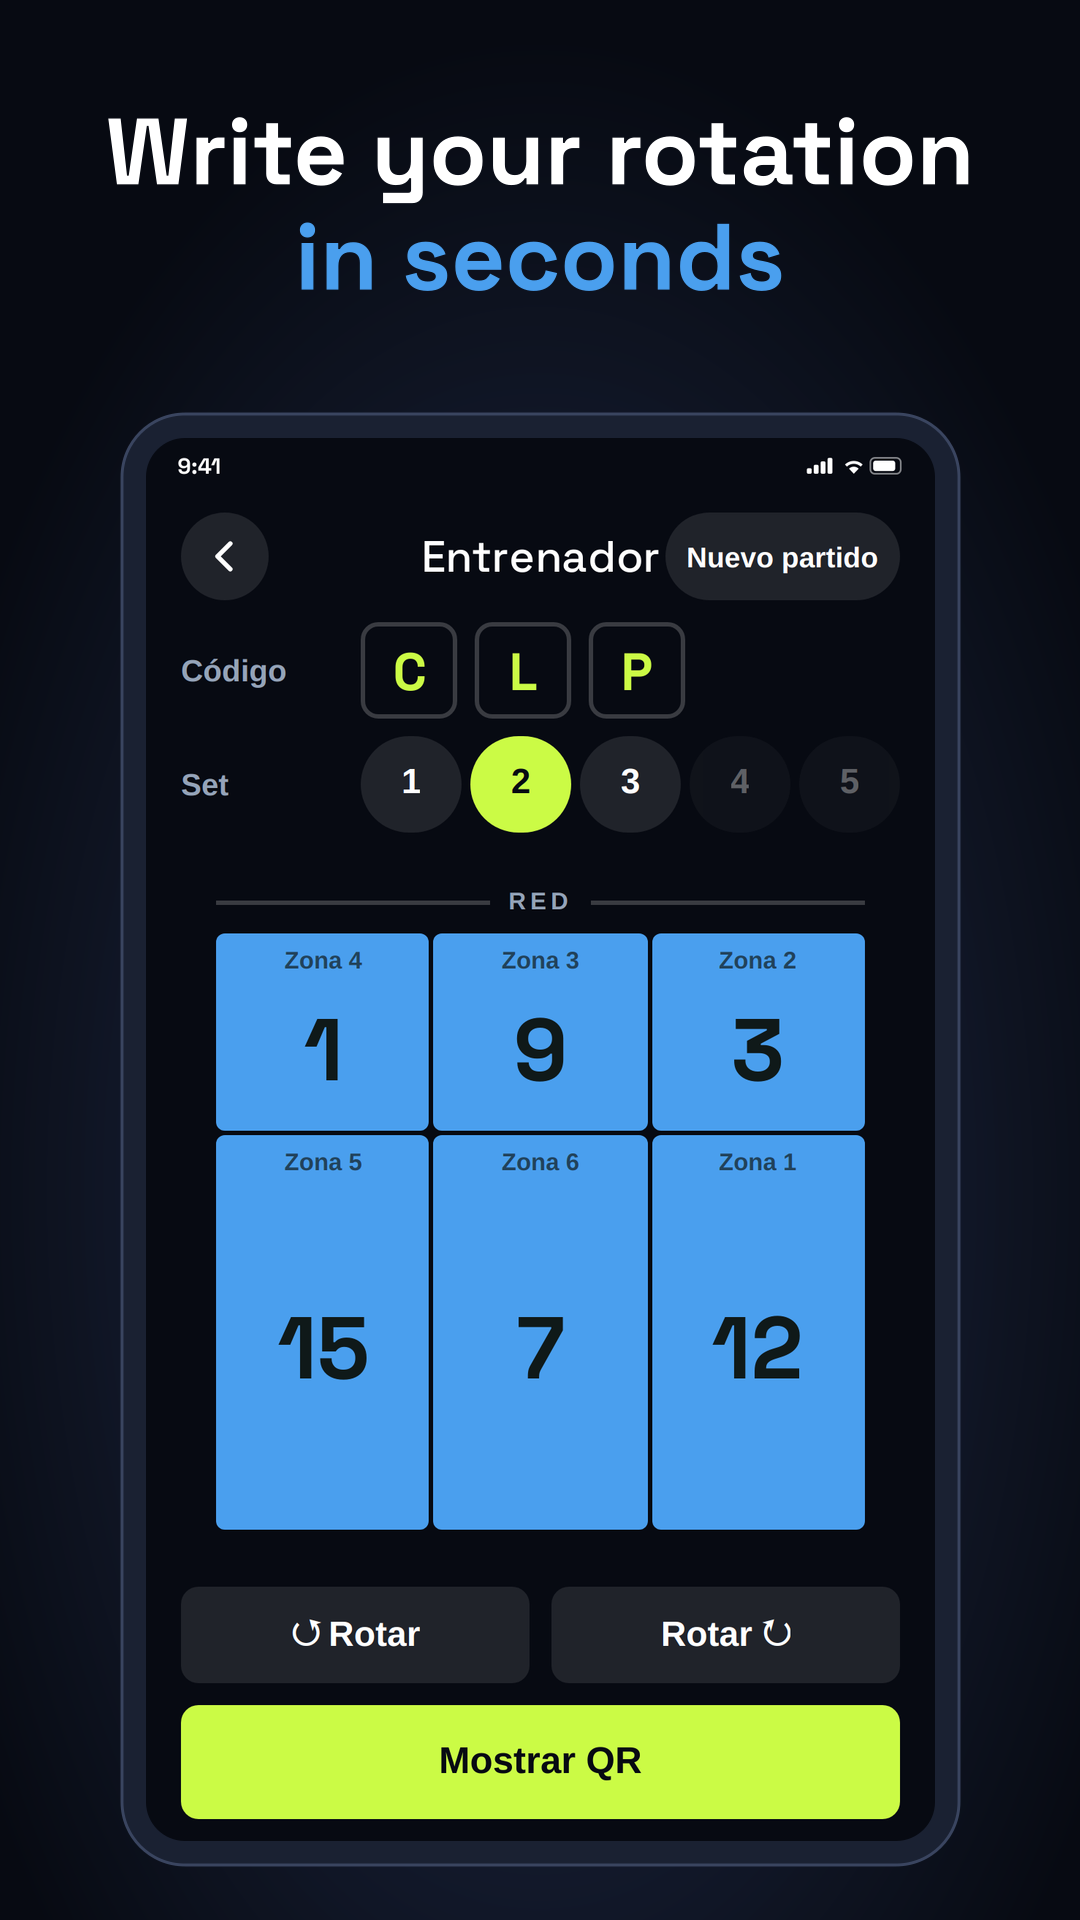 Write your rotation
in seconds
9:41
Entrenador
Nuevo partido
Código
C L P
Set
1 2 3 4 5
RED
Zona 4 Zona 3 Zona 2
1 9 3
Zona 5 Zona 6 Zona 1
15 7 12
Rotar
Rotar
Mostrar QR